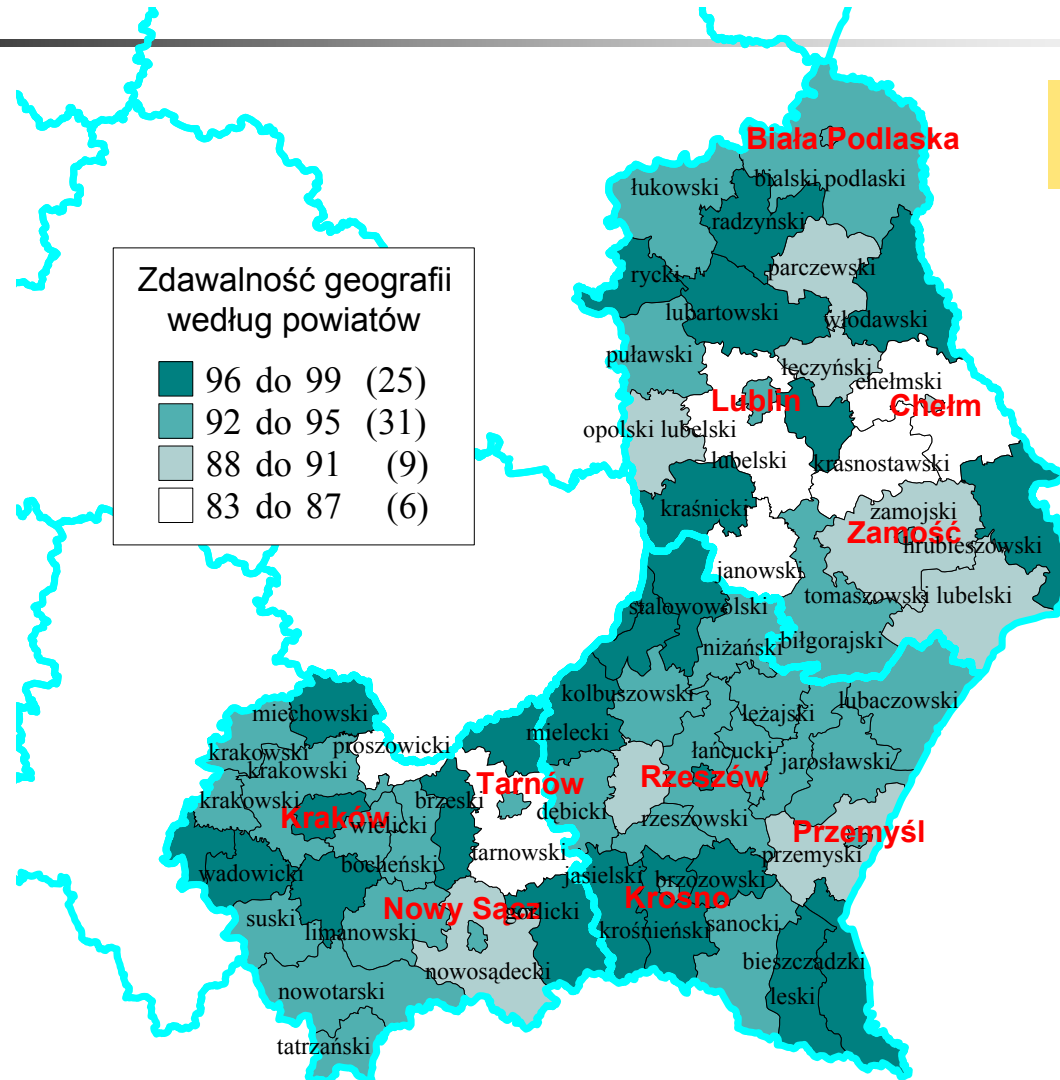 Biała Podlaska
łukowski
bialski podlaski
radzyński
Zdawalność geografii
według powiatów
96 do 99 (25)
92 do 95 (31)
88 do 91 (9)
83 do 87 (6)
parczewski
rycki
lubartowski
włodawski
puławski
łęczyński
chełmski
Lublin
Chełm
opolski lubelski
lubelski
krasnostawski
kraśnicki
zamojski
Zamość
hrubieszowski
janowski
tomaszowski lubelski
stalowowolski
niżański
biłgorajski
kolbuszowski
lubaczowski
leżajski
miechowski
mielecki
proszowicki
krakowski
krakowski
łańcucki
jarosławski
Tarnów
Rzeszów
krakowski
brzeski
Kraków
dębicki
wielicki
rzeszowski
Przemyśl
tarnowski
przemyski
bocheński
wadowicki
jasielski
brzozowski
Krosno
Nowy Sącz
gorlicki
suski
limanowski
krośnieński
sanocki
bieszczadzki
nowosądecki
nowotarski
leski
tatrzański